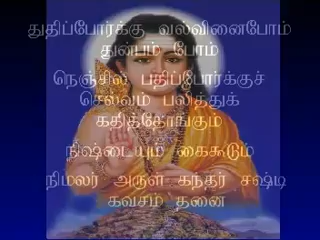 துதிப்போர்க்கு வல்வினைபோம்
துன்பம் போம்
நெஞ்சில் பதிப்போர்க்குச்
செல்வம் பலித்துக்
கதித்தோங்கும்
நிஷ்டையும் கைகூடும்
நிமலர் அருள் கந்தர் சஷ்டி
கவசம் தனை